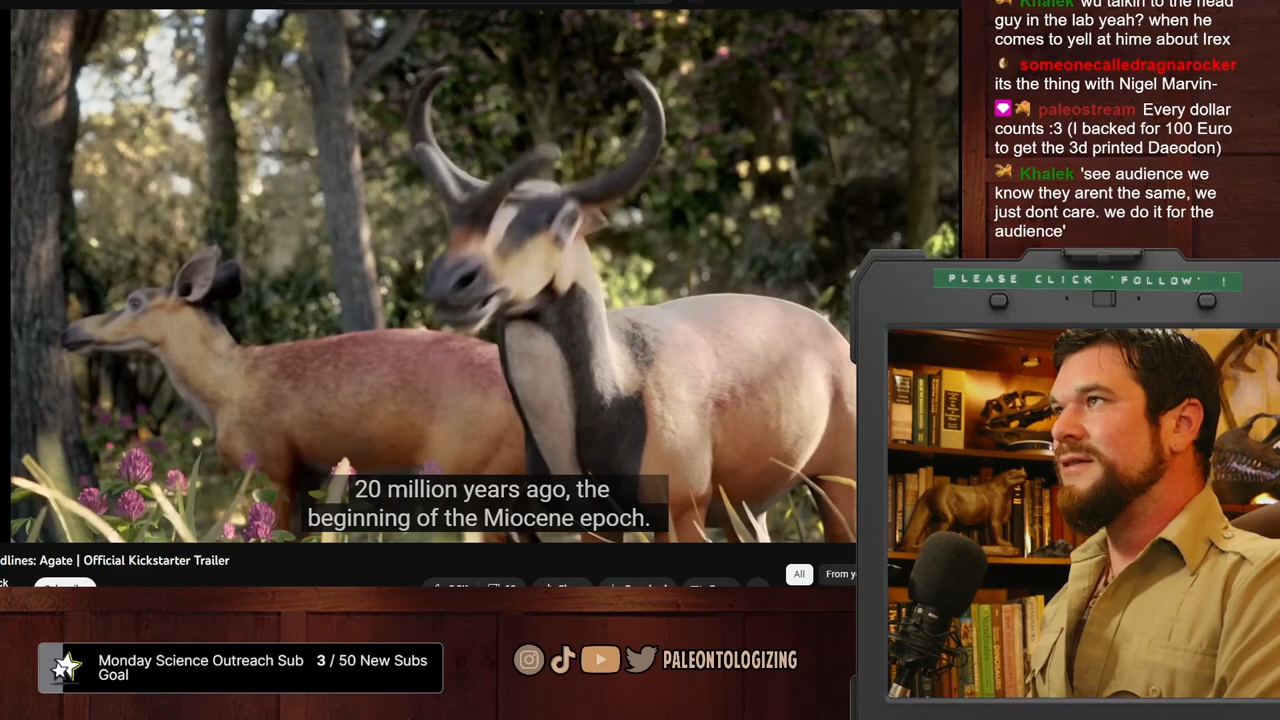 Khalek wu talkin to the head
guy in the lab yeah? when he
comes to yell at hime about Irex
someonecalledragnarocker
its the thing with Nigel Marvin-
paleostream Every dollar
counts :3 (I backed for 100 Euro
to get the 3d printed Daeodon)
Khalek 'see audience we
know they arent the same, we
just dont care. we do it for the
audience'
PLEASE CLICK 'FOLLOW' !
20 million years ago, the
beginning of the Miocene epoch.
dlines: Agate | Official Kickstarter Trailer
All
From y
Monday Science Outreach Sub
Goal
3 / 50 New Subs
PALEONTOLOGIZING
DINOSAURS